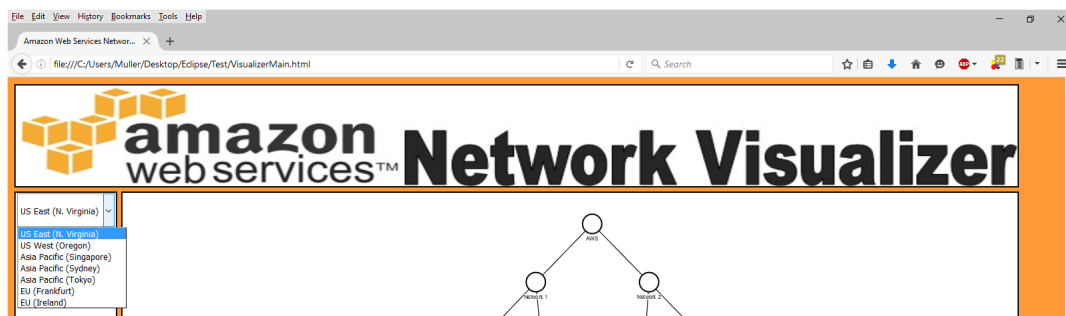 File Edit View History Bookmarks Tools Help
Amazon Web Services Networ...
file:///C:/Users/Muller/Desktop/Eclipse/Test/VisualizerMain.html
Search
ABP
22
amazon
web services™
Network Visualizer
US East (N. Virginia)
US East (N. Virginia)
US West (Oregon)
Asia Pacific (Singapore)
Asia Pacific (Sydney)
Asia Pacific (Tokyo)
EU (Frankfurt)
EU (Ireland)
AWS
Network 1
Network 2